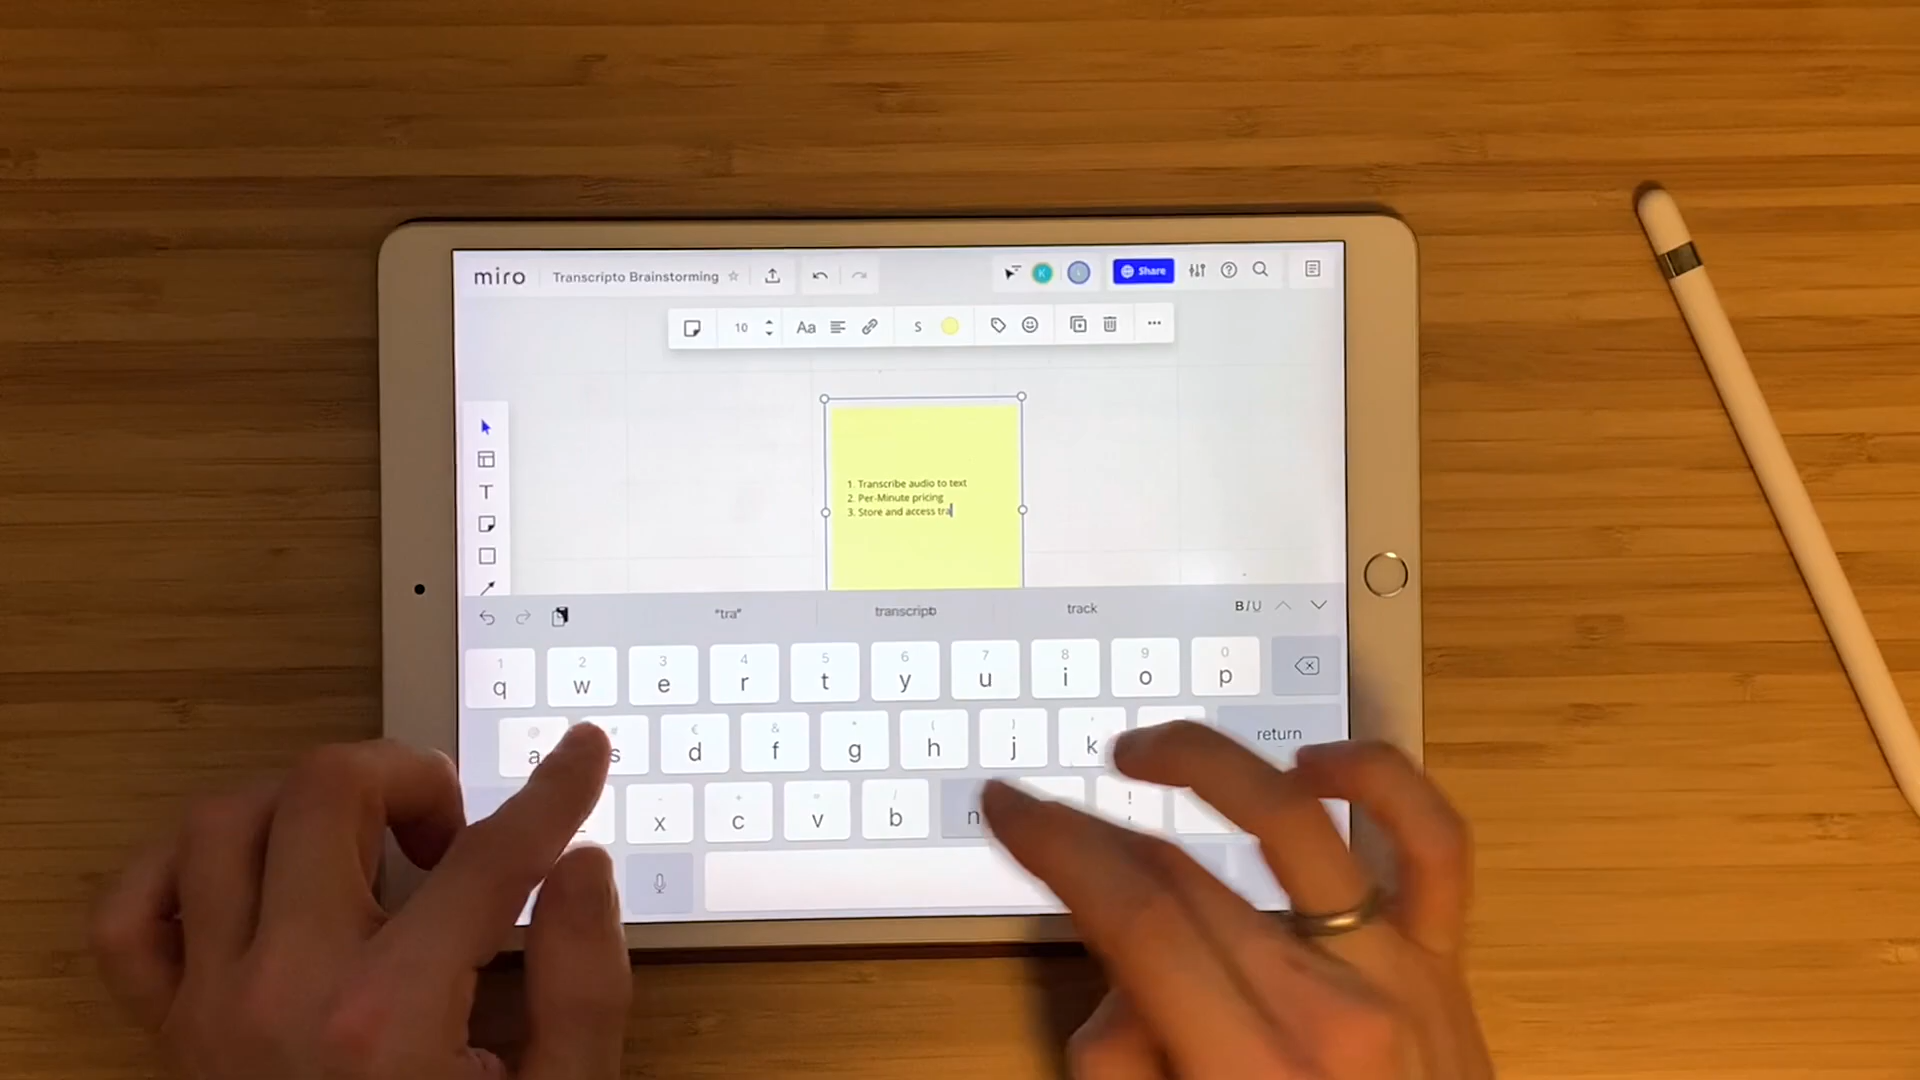 miro
Transcripto Brainstorming
K
Share
10
Aa
S
1. Transcribe audio to text
2. Per-Minute pricing
3. Store and access tra
T
"tra"
transcripto
track
B/U
1 2 3 4 5 6 7 8 9 0
q w e r t y u i o p
@ # € & * ( ) '
a s d f g h j k
return
- + = / !
x c v b n ,